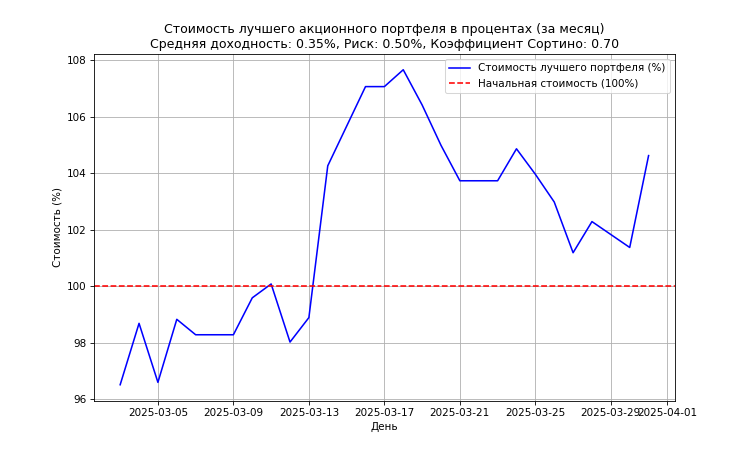 Стоимость лучшего акционного портфеля в процентах (за месяц)
Средняя доходность: 0.35%, Риск: 0.50%, Коэффициент Сортино: 0.70
Стоимость лучшего портфеля (%)
Начальная стоимость (100%)
Стоимость (%)
108
106
104
102
100
98
96
2025-03-05
2025-03-09
2025-03-13
2025-03-17
2025-03-21
2025-03-25
2025-03-29
2025-04-01
День